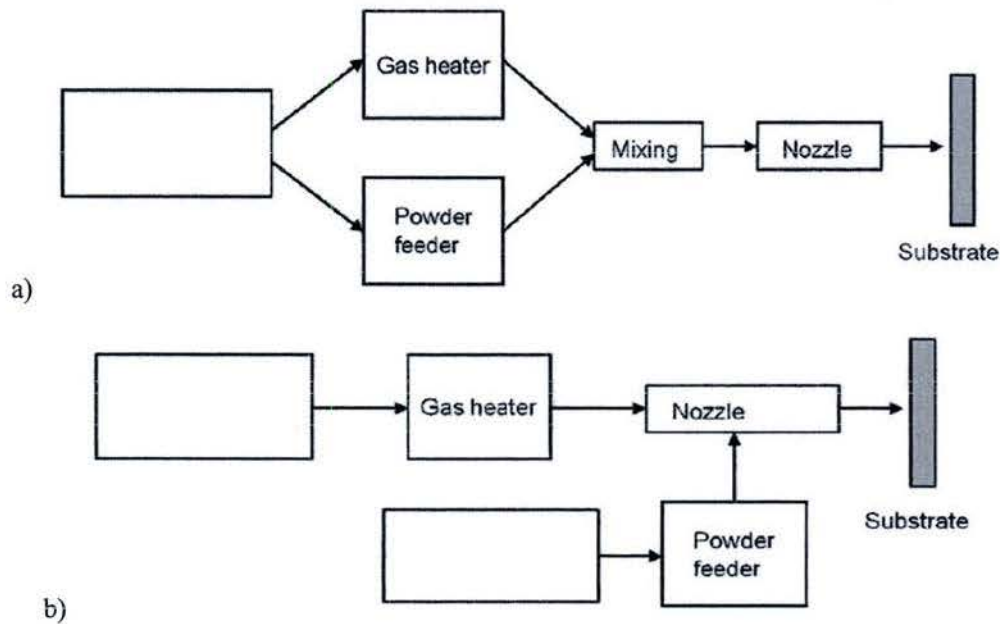 Gas heater
Mixing
Nozzle
Powder
feeder
Substrate
a)
Gas heater
Nozzle
Substrate
Powder
feeder
b)